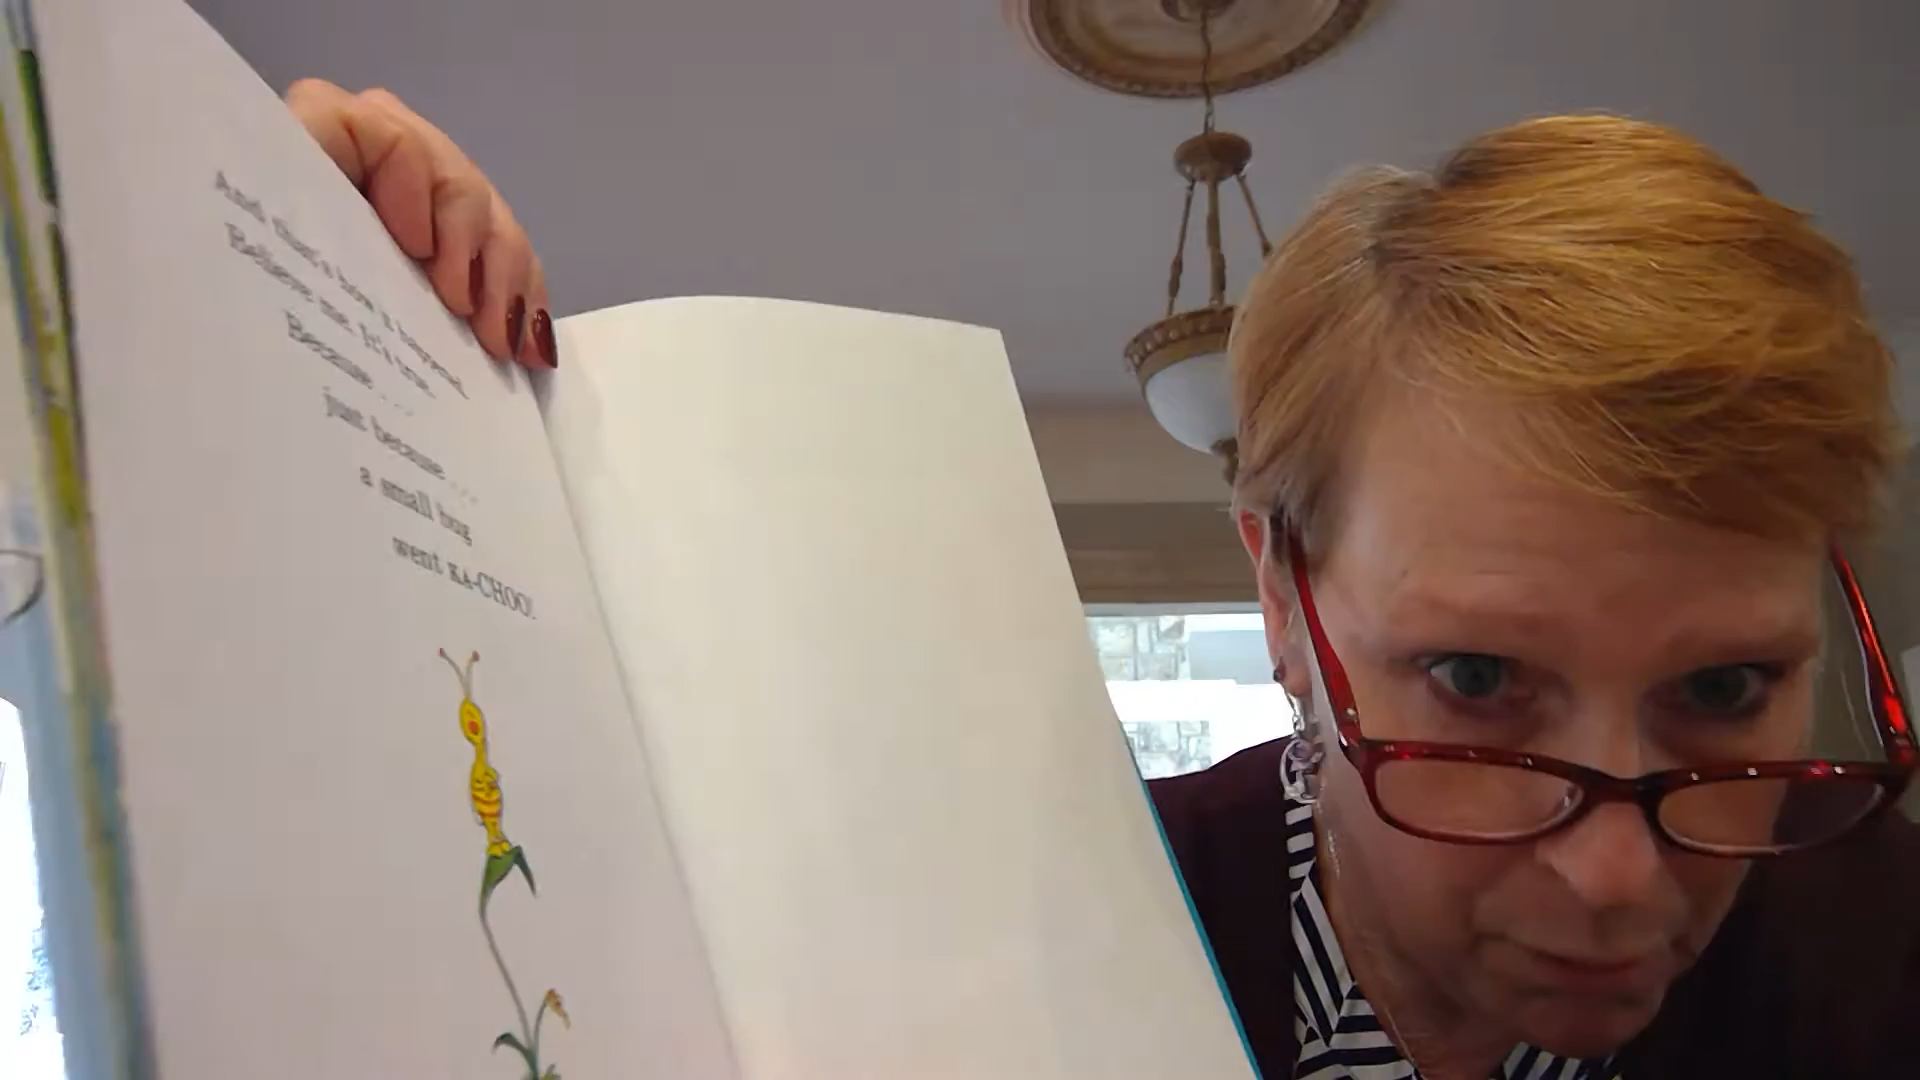 And that's how it happened.
Believe me. It's true.
Because . . .
just because . . .
a small bug
went KA-CHOO!